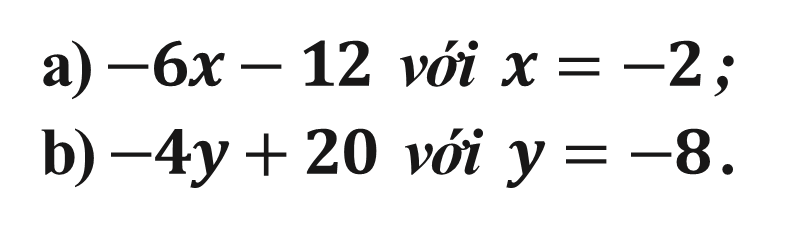 a) −6x − 12 với x = −2;
b) −4y + 20 với y = −8.